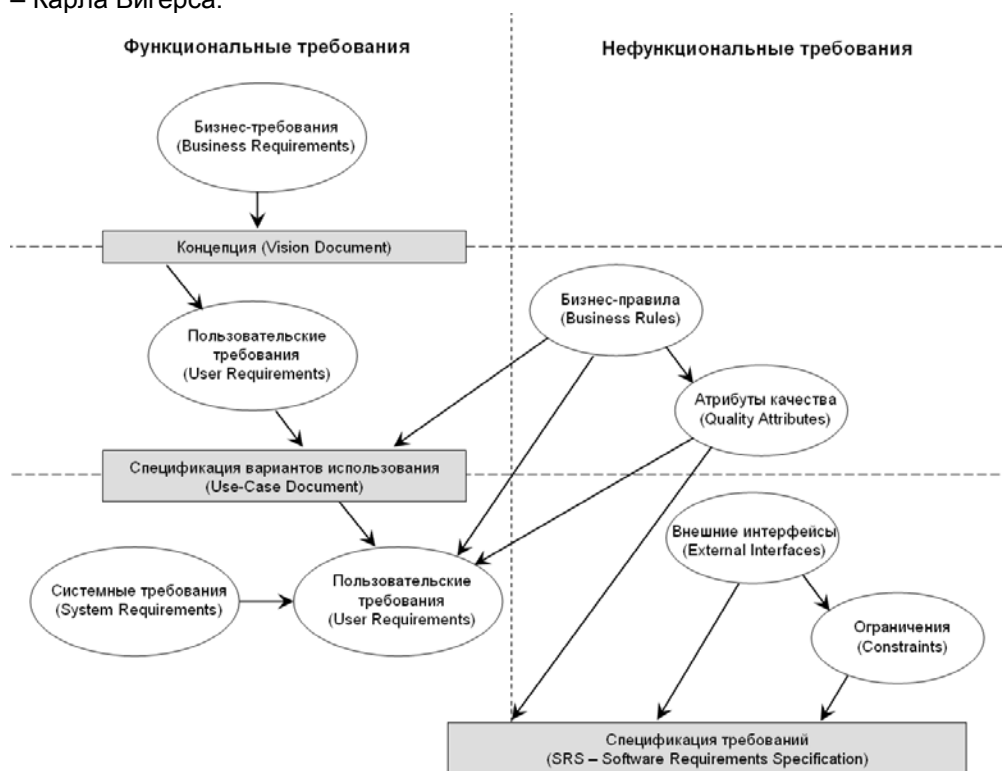 – Карла Вигерса.
Функциональные требования
Нефункциональные требования
Бизнес-требования
(Business Requirements)
Концепция (Vision Document)
Бизнес-правила
(Business Rules)
Пользовательские
требования
(User Requirements)
Атрибуты качества
(Quality Attributes)
Спецификация вариантов использования
(Use-Case Document)
Внешние интерфейсы
(External Interfaces)
Системные требования
(System Requirements)
Пользовательские
требования
(User Requirements)
Ограничения
(Constraints)
Спецификация требований
(SRS – Software Requirements Specification)